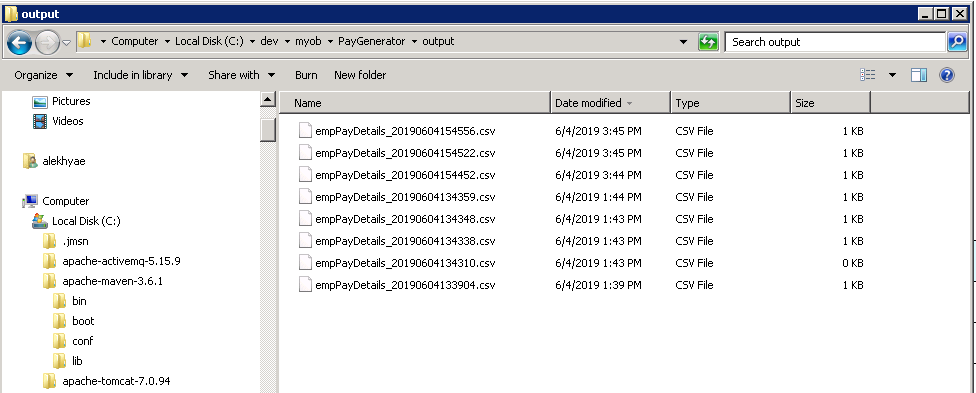 output
Computer Local Disk (C:) dev myob PayGenerator output
Search output
Organize Include in library Share with Burn New folder
Pictures
Videos
alekhyae
Computer
Local Disk (C:)
.jmsn
apache-activemq-5.15.9
apache-maven-3.6.1
bin
boot
conf
lib
apache-tomcat-7.0.94
Name Date modified Type Size
empPayDetails_20190604154556.csv 6/4/2019 3:45 PM CSV File 1 KB
empPayDetails_20190604154522.csv 6/4/2019 3:45 PM CSV File 1 KB
empPayDetails_20190604154452.csv 6/4/2019 3:44 PM CSV File 1 KB
empPayDetails_20190604134359.csv 6/4/2019 1:44 PM CSV File 1 KB
empPayDetails_20190604134348.csv 6/4/2019 1:43 PM CSV File 1 KB
empPayDetails_20190604134338.csv 6/4/2019 1:43 PM CSV File 1 KB
empPayDetails_20190604134310.csv 6/4/2019 1:43 PM CSV File 0 KB
empPayDetails_20190604133904.csv 6/4/2019 1:39 PM CSV File 1 KB